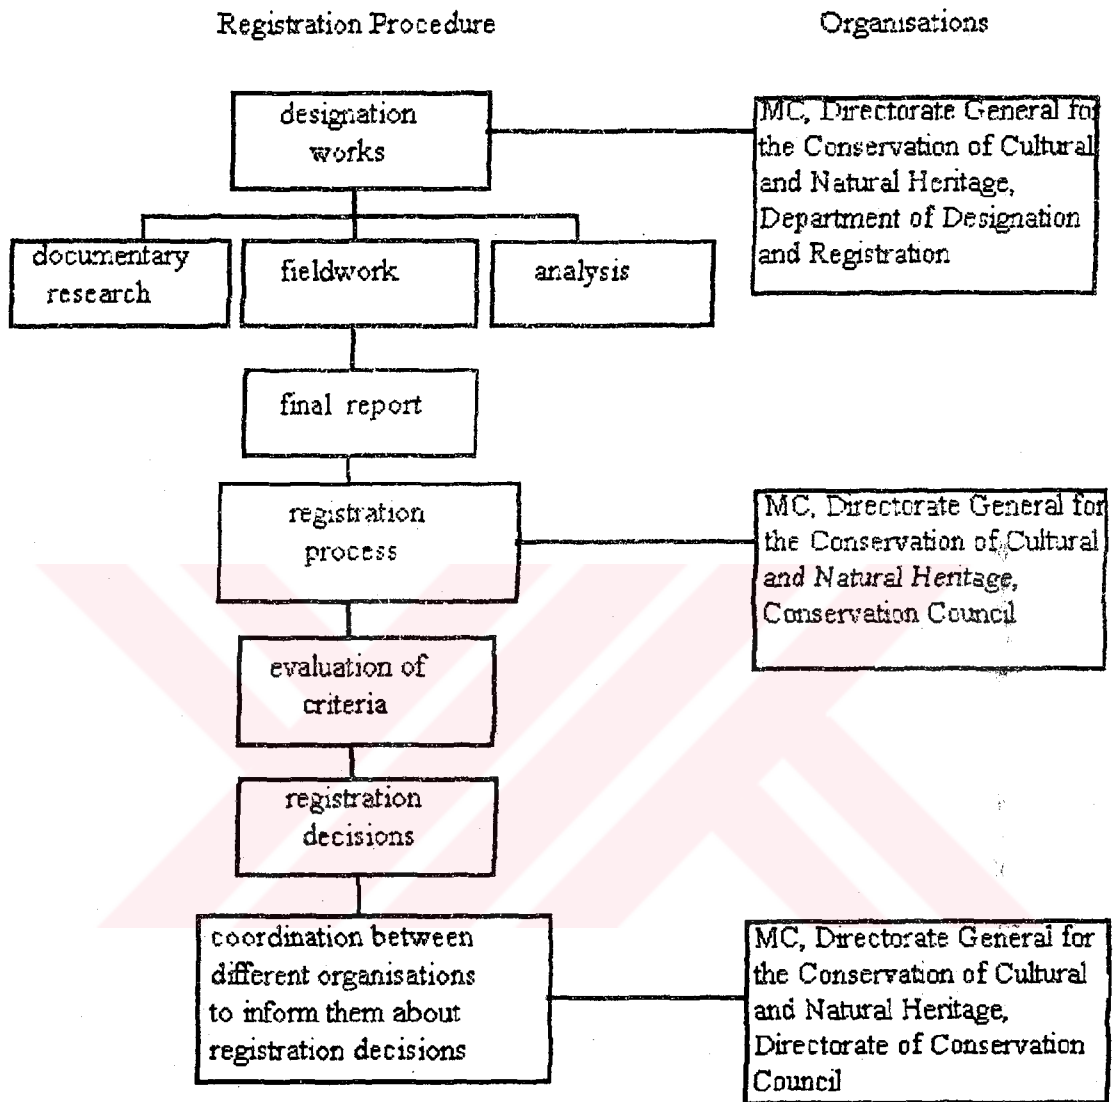 Registration Procedure
Organisations
designation
works
MC, Directorate General for
the Conservation of Cultural
and Natural Heritage,
Department of Designation
and Registration
documentary
research
fieldwork
analysis
final report
registration
process
MC, Directorate General for
the Conservation of Cultural
and Natural Heritage,
Conservation Council
evaluation of
criteria
registration
decisions
coordination between
different organisations
to inform them about
registration decisions
MC, Directorate General for
the Conservation of Cultural
and Natural Heritage,
Directorate of Conservation
Council